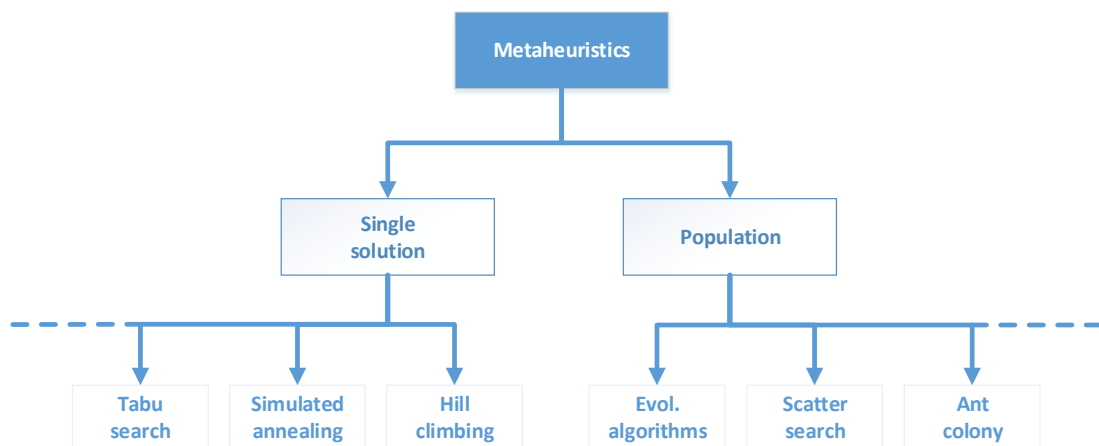 Metaheuristics
Single
solution
Population
Tabu
search
Simulated
annealing
Hill
climbing
Evol.
algorithms
Scatter
search
Ant
colony